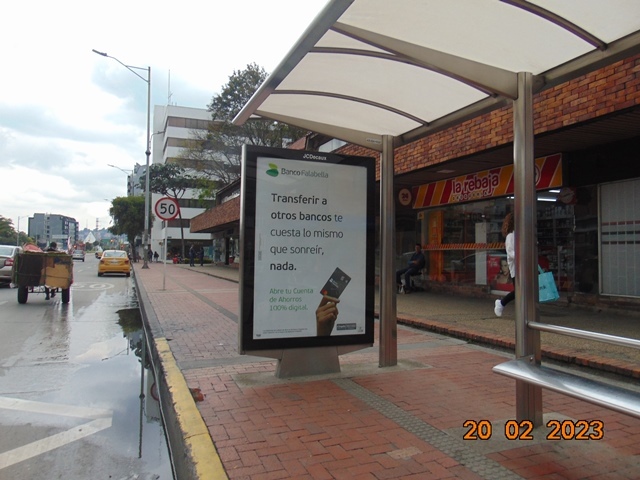 JCDecaux
Banco Falabella
Transferir a
otros bancos te
cuesta lo mismo
que sonreír,
nada.
Abre tu Cuenta
de Ahorros
100% digital.
50
la rebaja
20 02 2023